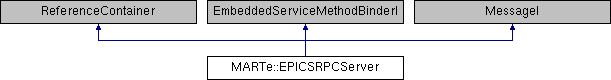 ReferenceContainer
EmbeddedServiceMethodBinderI
MessageI
MARTe::EPICSRPCServer